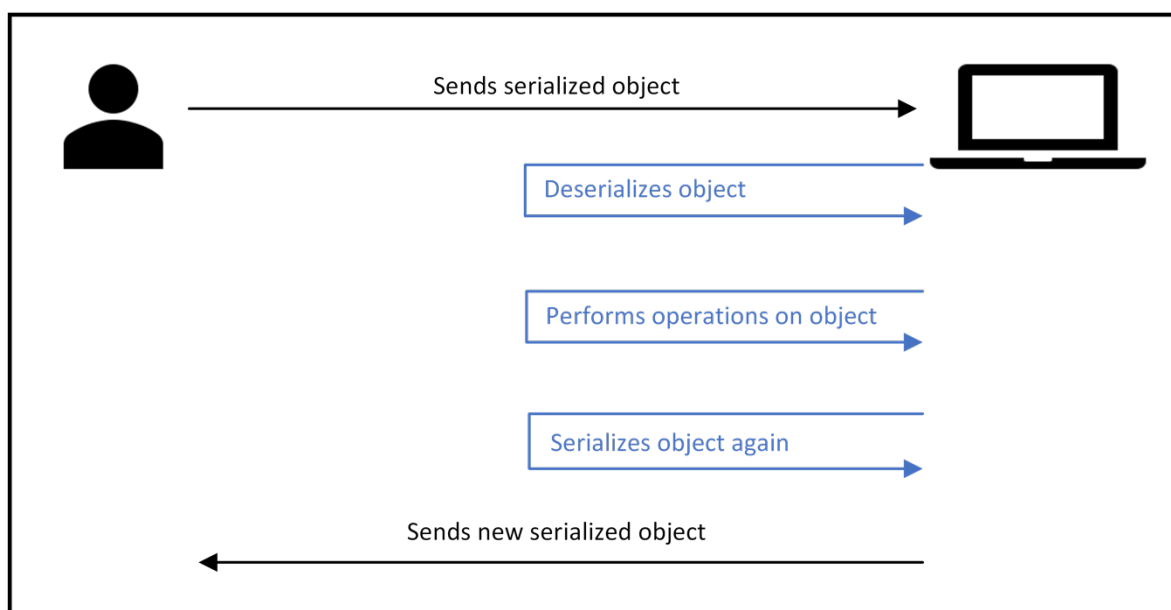 Sends serialized object
Deserializes object
Performs operations on object
Serializes object again
Sends new serialized object